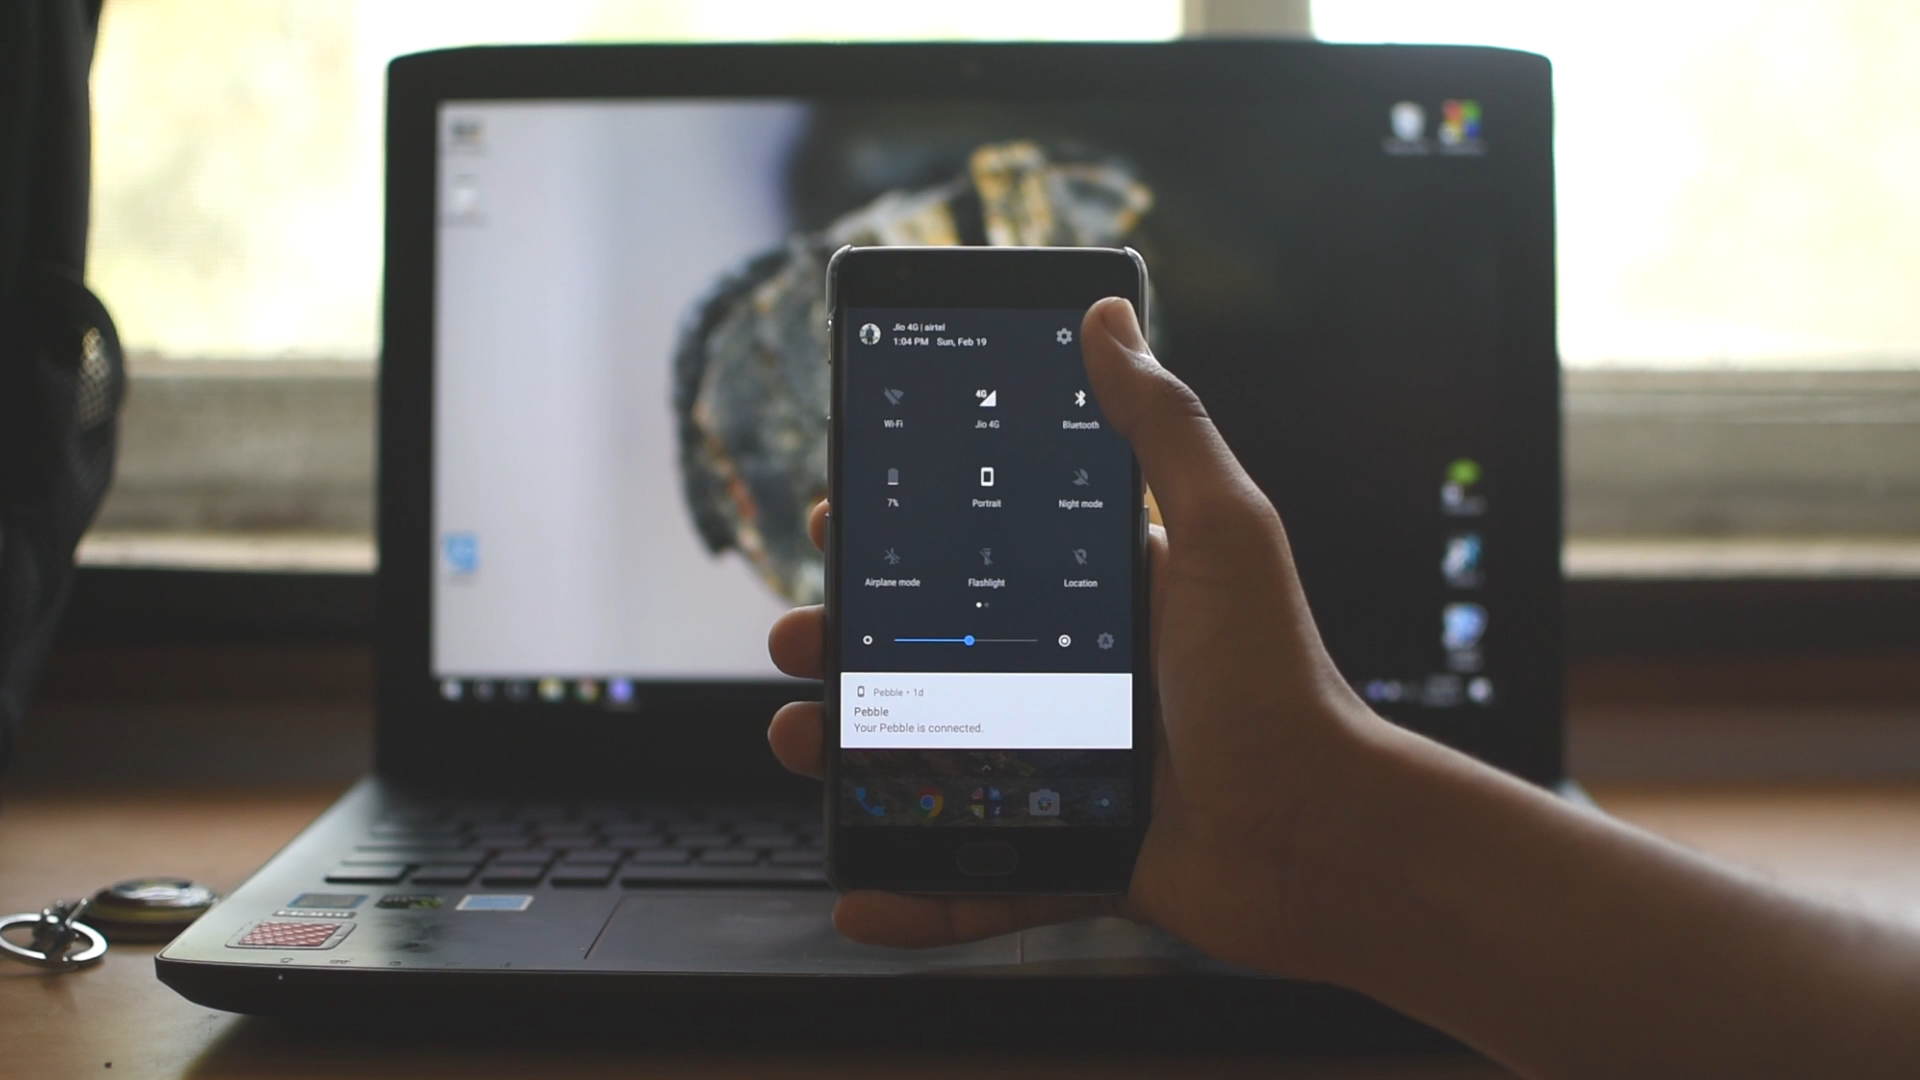 Jio 4G | airtel
1:04 PM Sun, Feb 19
4G
Wi-Fi Jio 4G Bluetooth
7% Portrait Night mode
Airplane mode Flashlight Location
Pebble • 1d
Pebble
Your Pebble is connected.